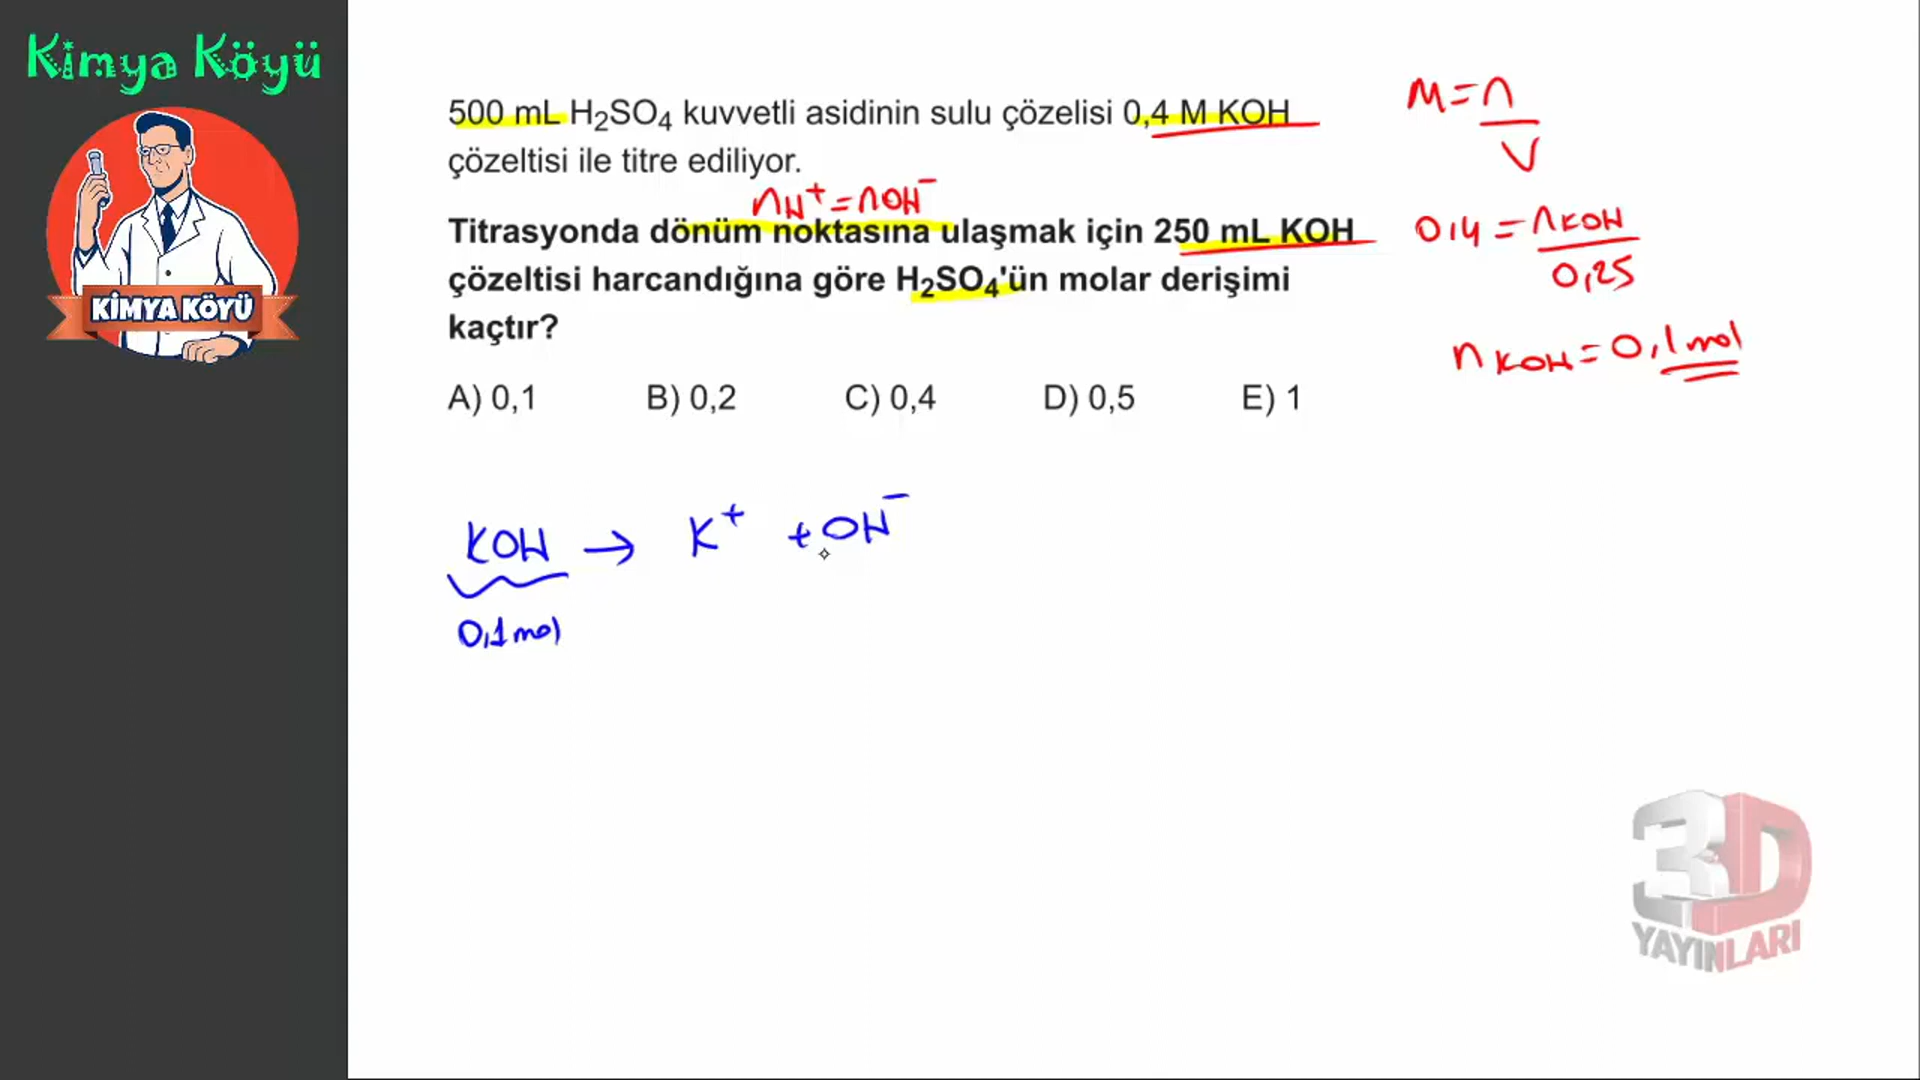 Kimya Köyü
KİMYA KÖYÜ
500 mL H₂SO₄ kuvvetli asidinin sulu çözelisi 0,4 M KOH
çözeltisi ile titre ediliyor.
nH⁺ = nOH⁻
Titrasyonda dönüm noktasına ulaşmak için 250 mL KOH
çözeltisi harcandığına göre H₂SO₄'ün molar derişimi
kaçtır?
A) 0,1 B) 0,2 C) 0,4 D) 0,5 E) 1
M = n
V
0,4 = nKOH
0,25
nKOH = 0,1 mol
KOH → K⁺ + OH⁻
0,1 mol
3D
YAYINLARI